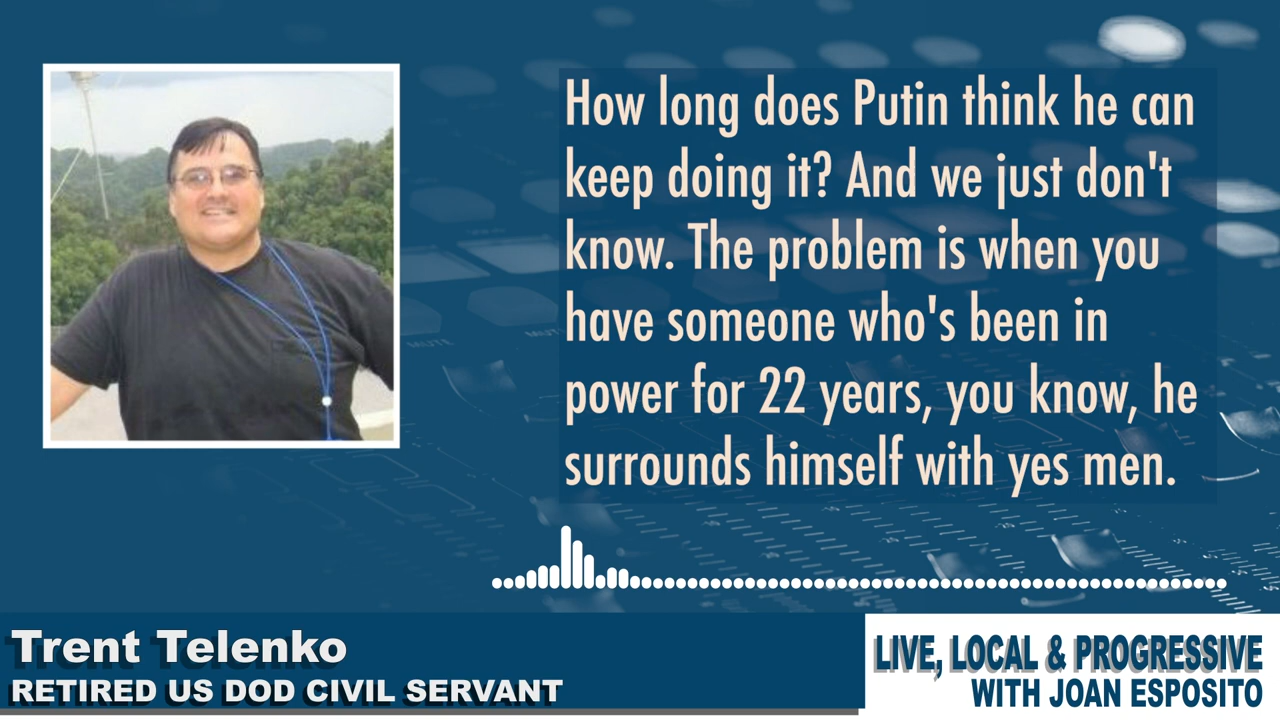 How long does Putin think he can
keep doing it? And we just don't
know. The problem is when you
have someone who's been in
power for 22 years, you know, he
surrounds himself with yes men.
MUTE
Trent Telenko
RETIRED US DOD CIVIL SERVANT
LIVE, LOCAL & PROGRESSIVE
WITH JOAN ESPOSITO